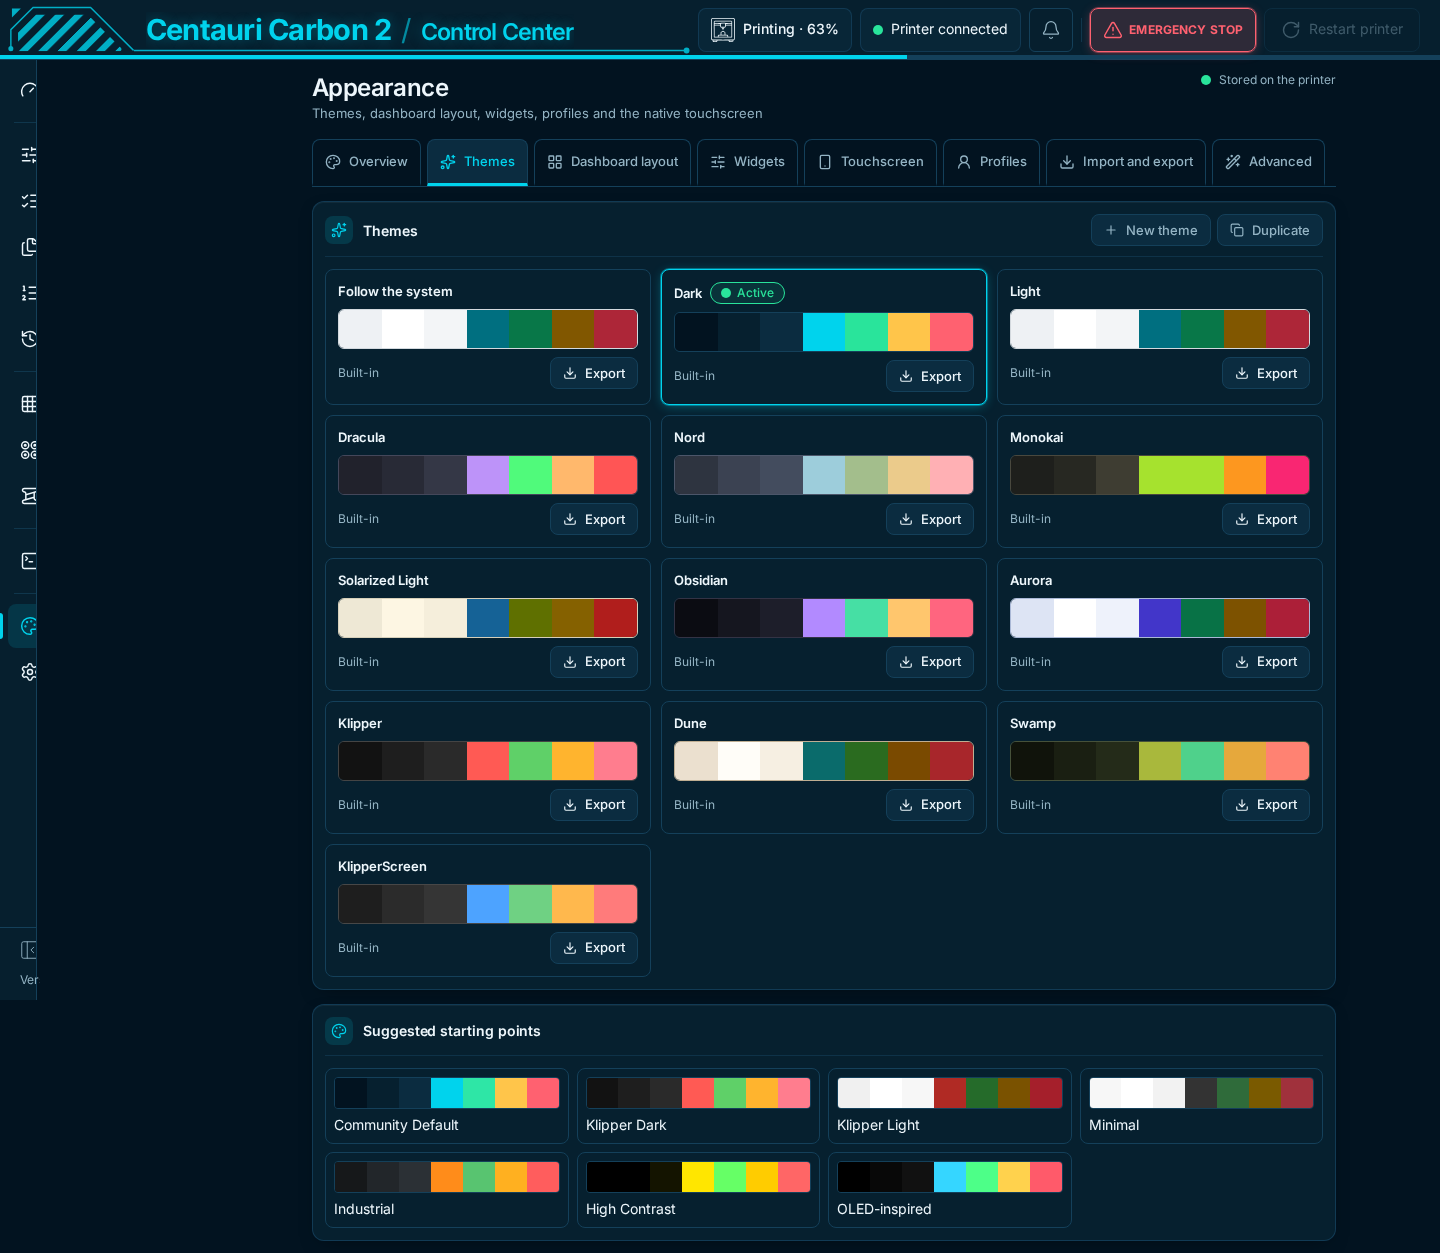 Centauri Carbon 2 / Control Center
Printing · 63%
Printer connected
EMERGENCY STOP
Restart printer
Appearance
Stored on the printer
Themes, dashboard layout, widgets, profiles and the native touchscreen
Overview
Themes
Dashboard layout
Widgets
Touchscreen
Profiles
Import and export
Advanced
Themes
New theme
Duplicate
Follow the system
Built-in
Export
Dark
Active
Built-in
Export
Light
Built-in
Export
Dracula
Built-in
Export
Nord
Built-in
Export
Monokai
Built-in
Export
Solarized Light
Built-in
Export
Obsidian
Built-in
Export
Aurora
Built-in
Export
Klipper
Built-in
Export
Dune
Built-in
Export
Swamp
Built-in
Export
KlipperScreen
Built-in
Export
Ver
Suggested starting points
Community Default
Klipper Dark
Klipper Light
Minimal
Industrial
High Contrast
OLED-inspired